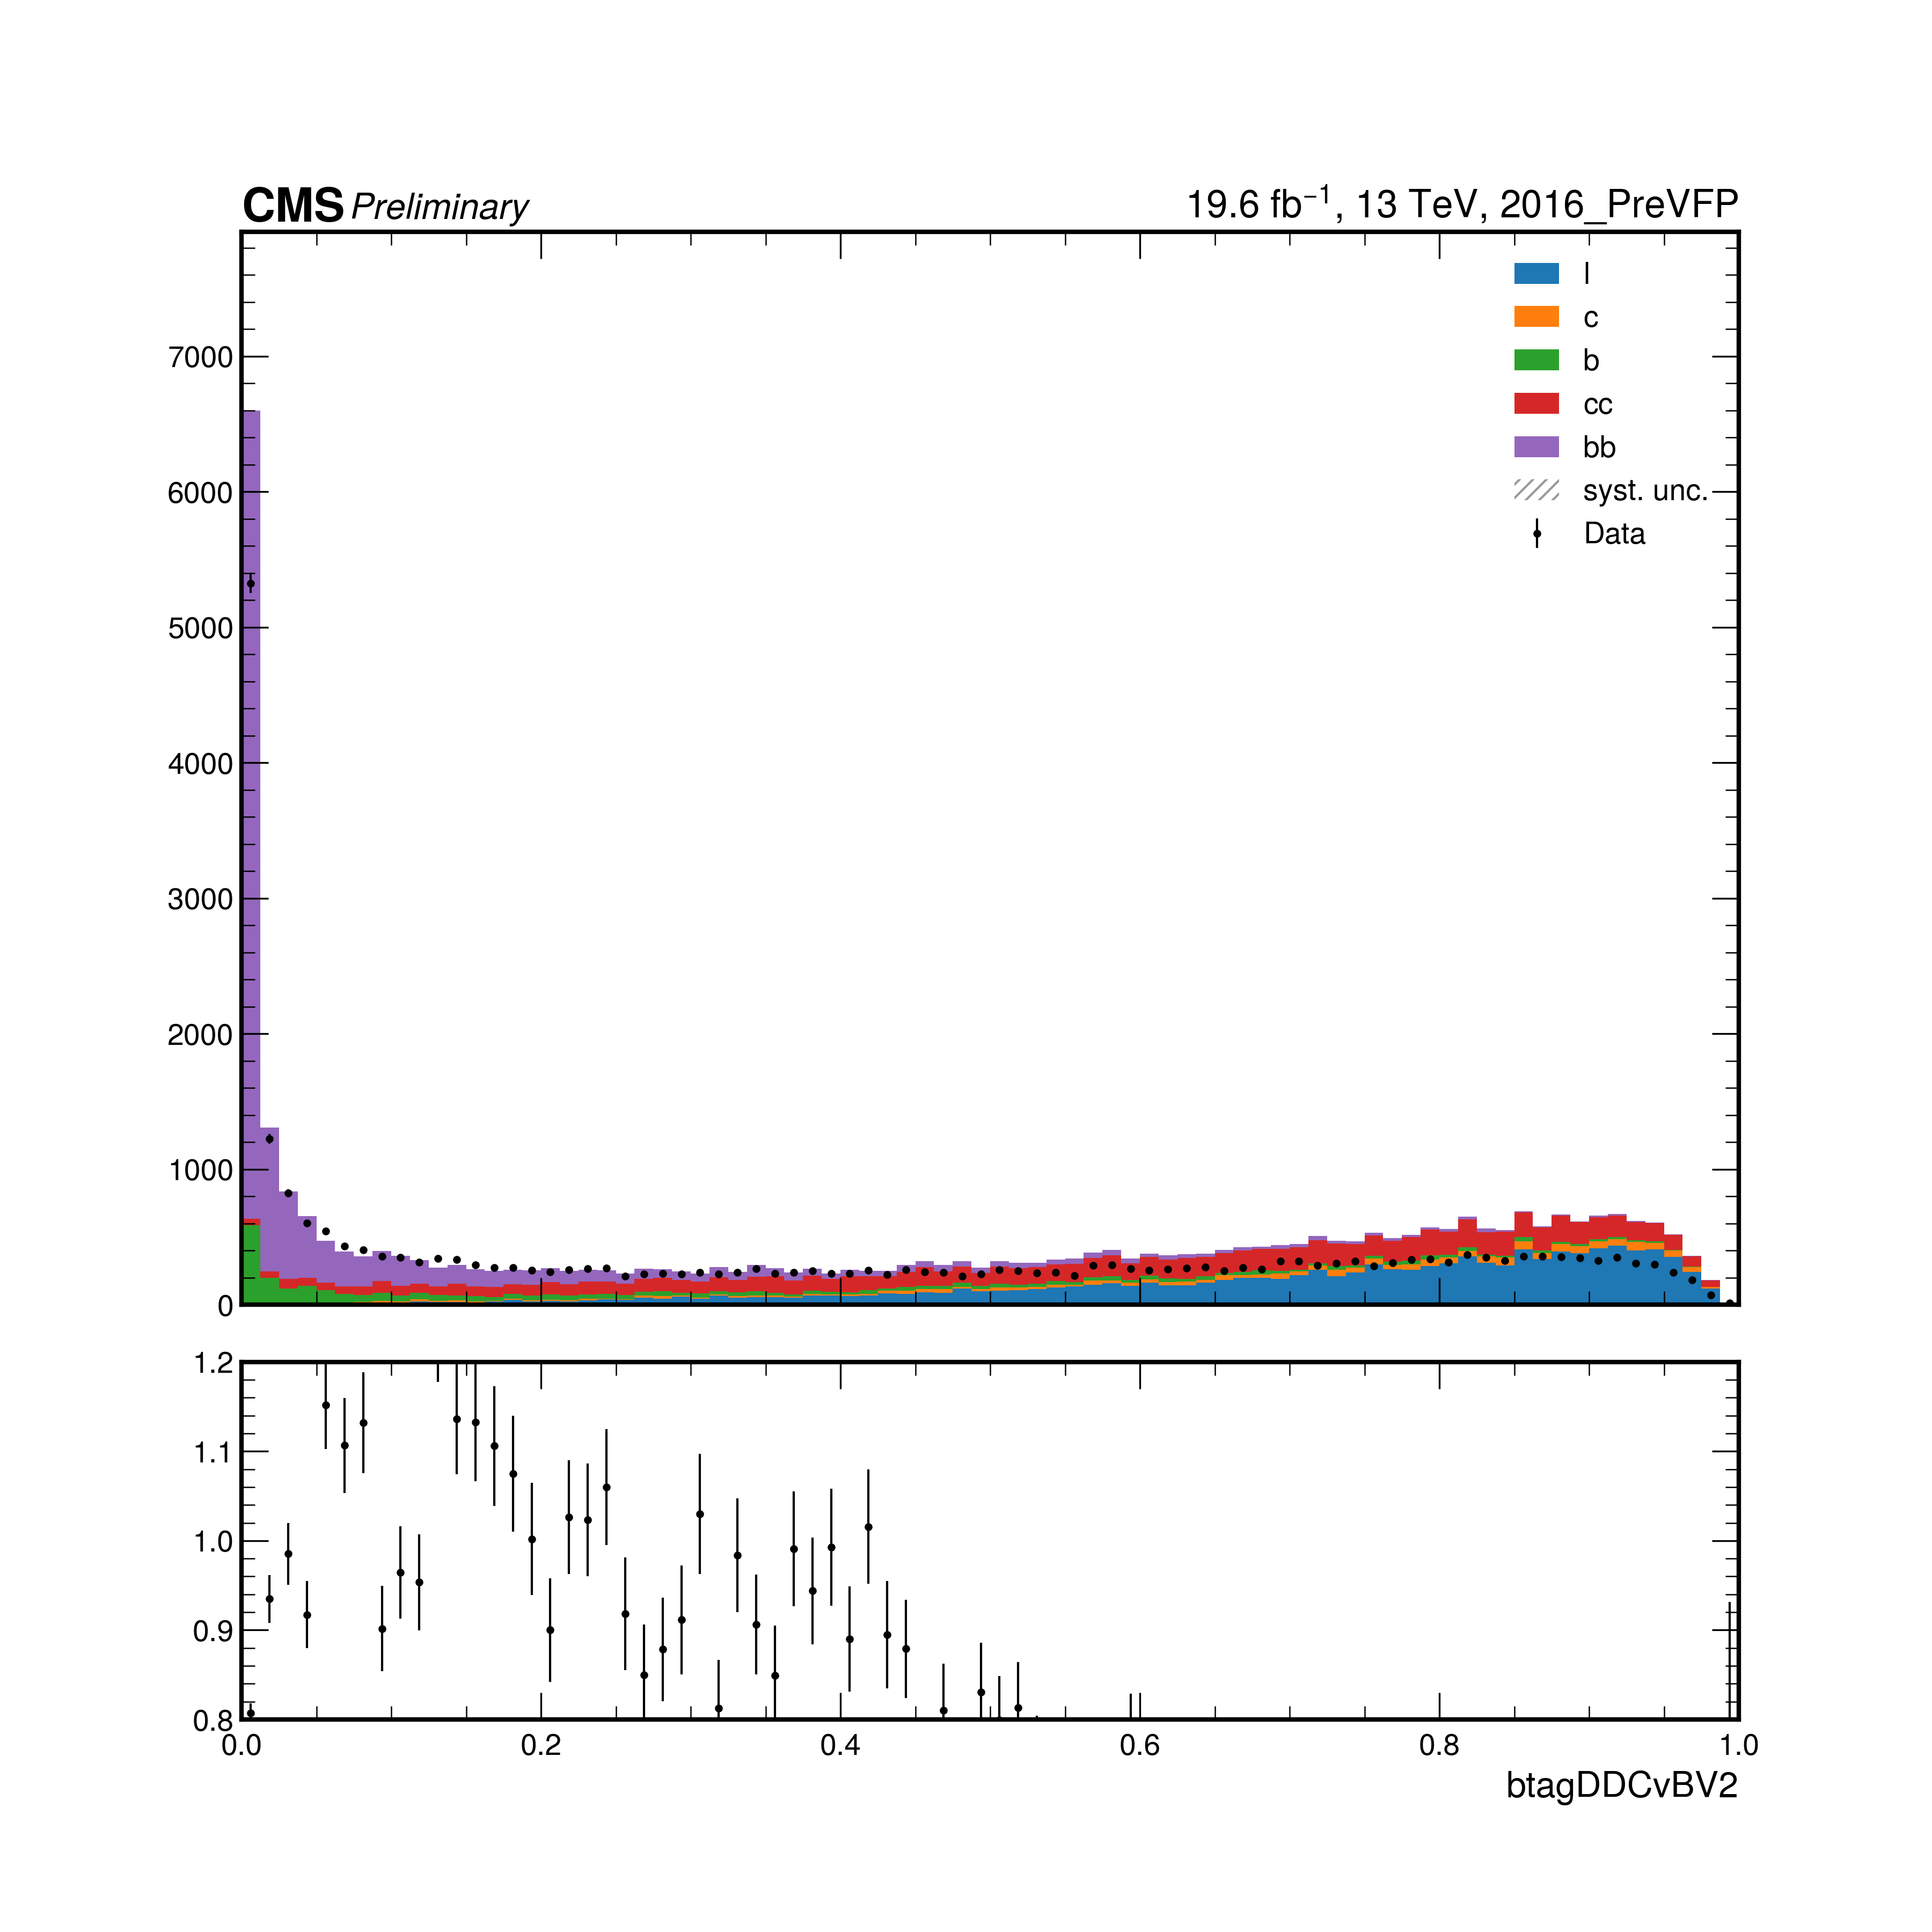 CMS Preliminary
19.6 fb⁻¹, 13 TeV, 2016_PreVFP
l
c
b
cc
bb
syst. unc.
Data
7000
6000
5000
4000
3000
2000
1000
0
1.2
1.1
1.0
0.9
0.8
0.0 0.2 0.4 0.6 0.8 1.0
btagDDCvBV2